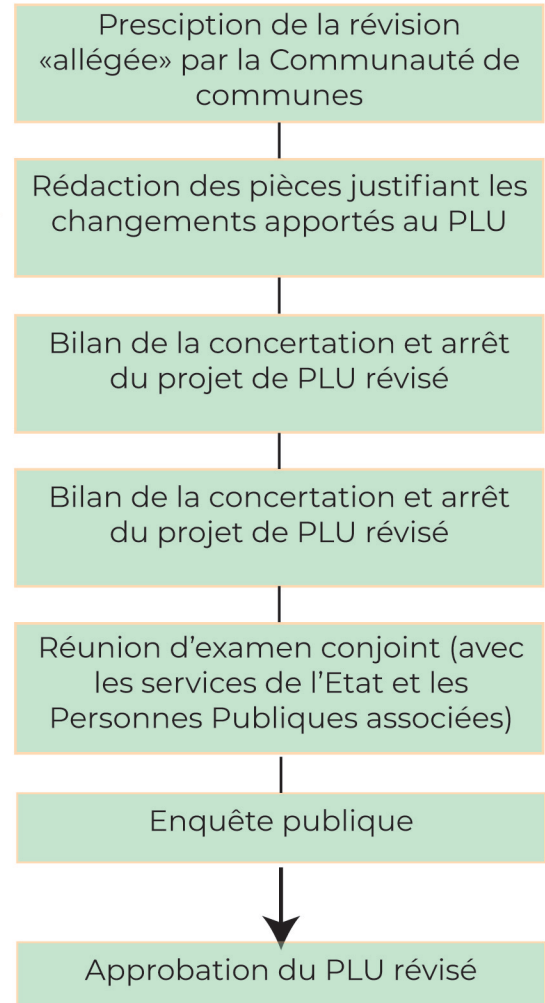 Presciption de la révision
«allégée» par la Communauté de
communes
Rédaction des pièces justifiant les
changements apportés au PLU
Bilan de la concertation et arrêt
du projet de PLU révisé
Bilan de la concertation et arrêt
du projet de PLU révisé
Réunion d'examen conjoint (avec
les services de l'Etat et les
Personnes Publiques associées)
Enquête publique
Approbation du PLU révisé